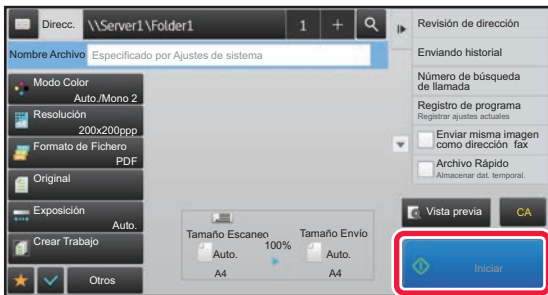 Direcc. \\Server1\Folder1 1 +
Nombre Archivo Especificado por Ajustes de sistema
Modo Color
Auto./Mono 2
Resolución
200x200ppp
Formato de Fichero
PDF
Original
Exposición
Auto.
Crear Trabajo
Otros
Tamaño Escaneo
100%
Tamaño Envío
Auto.
Auto.
A4
A4
Revisión de dirección
Enviando historial
Número de búsqueda
de llamada
Registro de programa
Registrar ajustes actuales
Enviar misma imagen
como dirección fax
Archivo Rápido
Almacenar dat. temporal.
Vista previa
CA
Iniciar